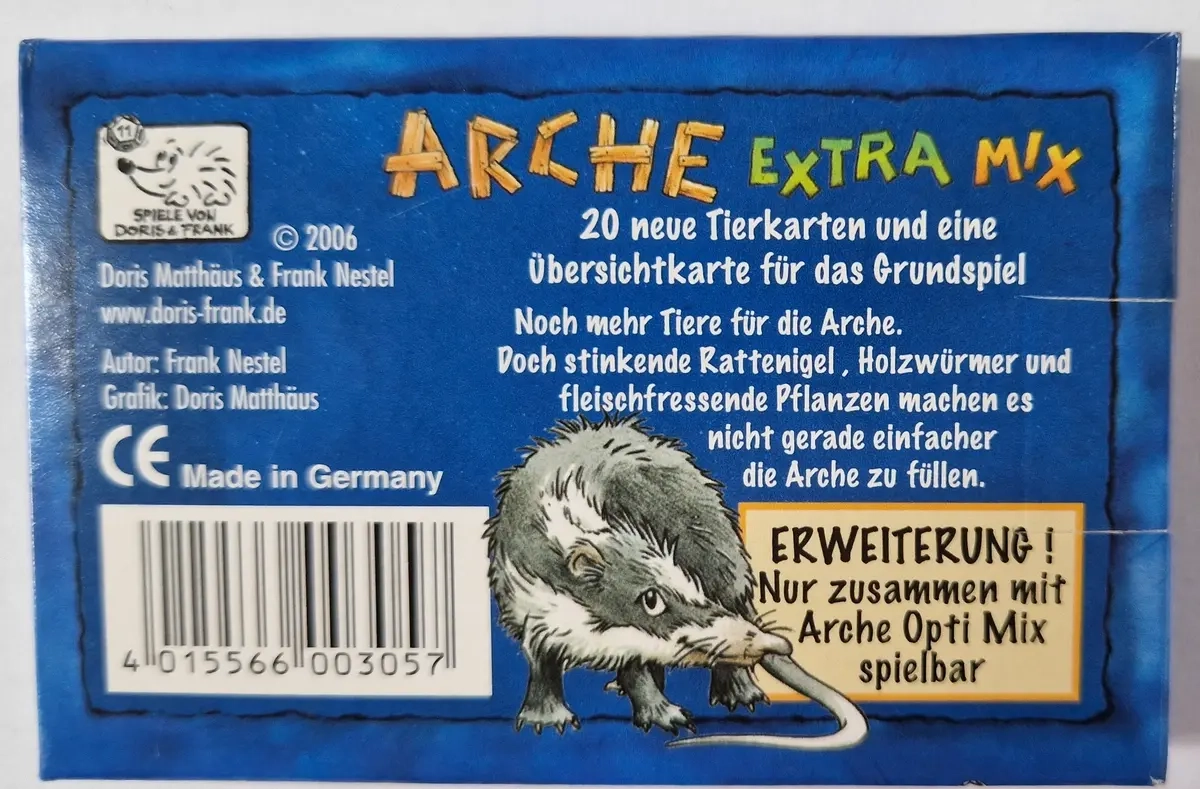 11
SPIELE VON
DORIS & FRANK
© 2006
Doris Matthäus & Frank Nestel
www.doris-frank.de
Autor: Frank Nestel
Grafik: Doris Matthäus
CE Made in Germany
4 015566 003057
ARCHE EXTRA MIX
20 neue Tierkarten und eine
Übersichtkarte für das Grundspiel
Noch mehr Tiere für die Arche.
Doch stinkende Rattenigel , Holzwürmer und
fleischfressende Pflanzen machen es
nicht gerade einfacher
die Arche zu füllen.
ERWEITERUNG !
Nur zusammen mit
Arche Opti Mix
spielbar